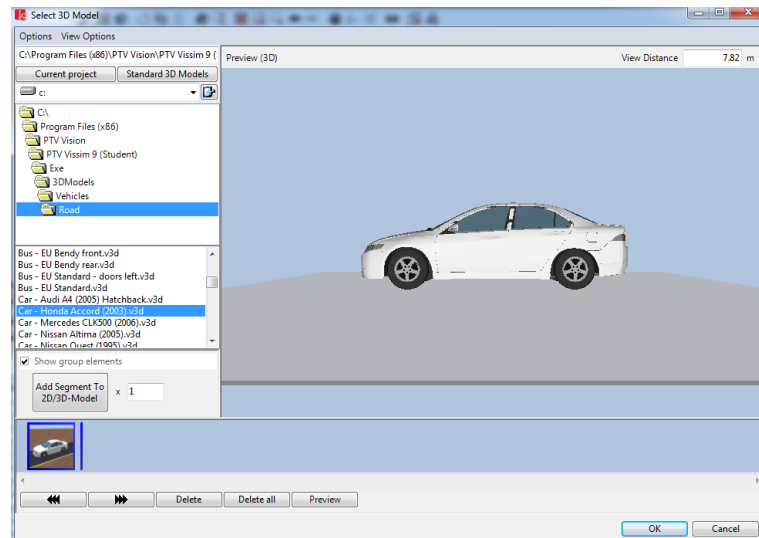 Select 3D Model
Options View Options
C:\Program Files (x86)\PTV Vision\PTV Vissim 9 (
Current project Standard 3D Models
c:
C:\
Program Files (x86)
PTV Vision
PTV Vissim 9 (Student)
Exe
3DModels
Vehicles
Road
Bus - EU Bendy front.v3d
Bus - EU Bendy rear.v3d
Bus - EU Standard - doors left.v3d
Bus - EU Standard.v3d
Car - Audi A4 (2005) Hatchback.v3d
Car - Honda Accord (2003).v3d
Car - Mercedes CLK500 (2006).v3d
Car - Nissan Altima (2005).v3d
Car - Nissan Quest (1995).v3d
Show group elements
Add Segment To
2D/3D-Model
x 1
Preview (3D) View Distance 7.82 m
Delete Delete all Preview
OK Cancel